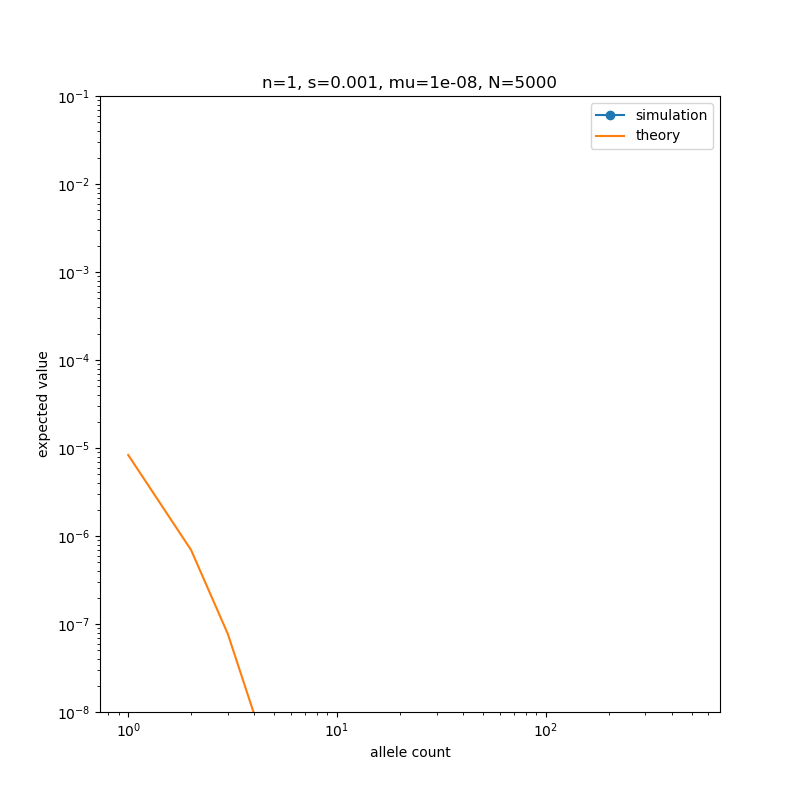 n=1, s=0.001, mu=1e-08, N=5000
simulation
theory
10⁻¹
10⁻²
10⁻³
10⁻⁴
10⁻⁵
10⁻⁶
10⁻⁷
10⁻⁸
expected value
10⁰ 10¹ 10²
allele count